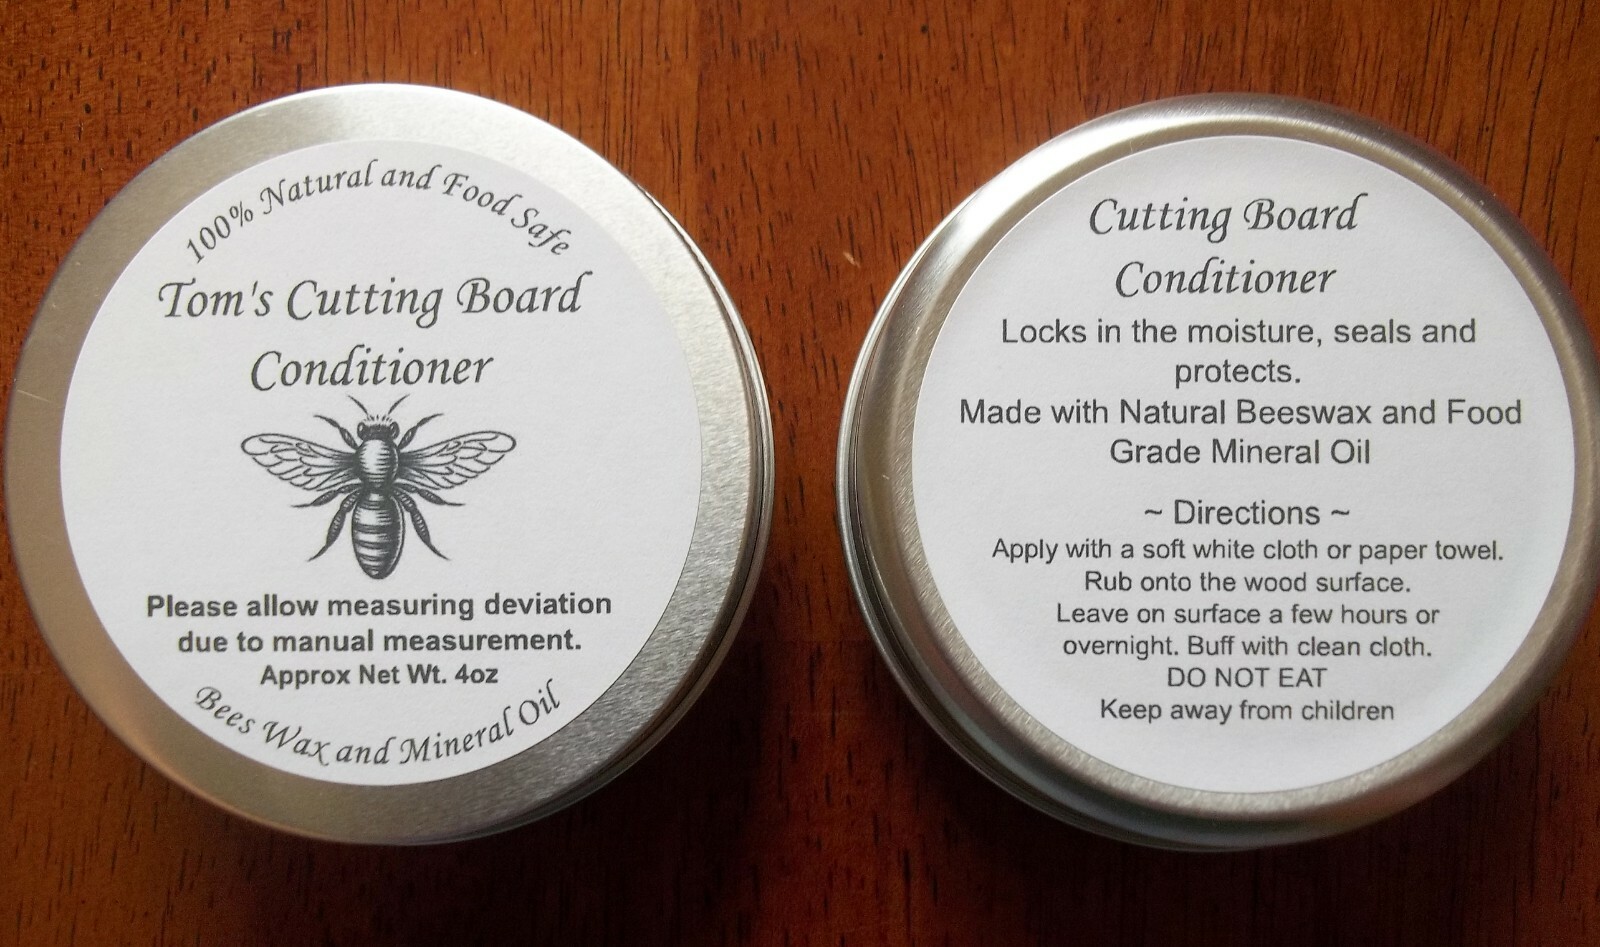 100% Natural and Food Safe
Tom's Cutting Board
Conditioner
Please allow measuring deviation
due to manual measurement.
Approx Net Wt. 4oz
Bees Wax and Mineral Oil
Cutting Board
Conditioner
Locks in the moisture, seals and
protects.
Made with Natural Beeswax and Food
Grade Mineral Oil
~ Directions ~
Apply with a soft white cloth or paper towel.
Rub onto the wood surface.
Leave on surface a few hours or
overnight. Buff with clean cloth.
DO NOT EAT
Keep away from children